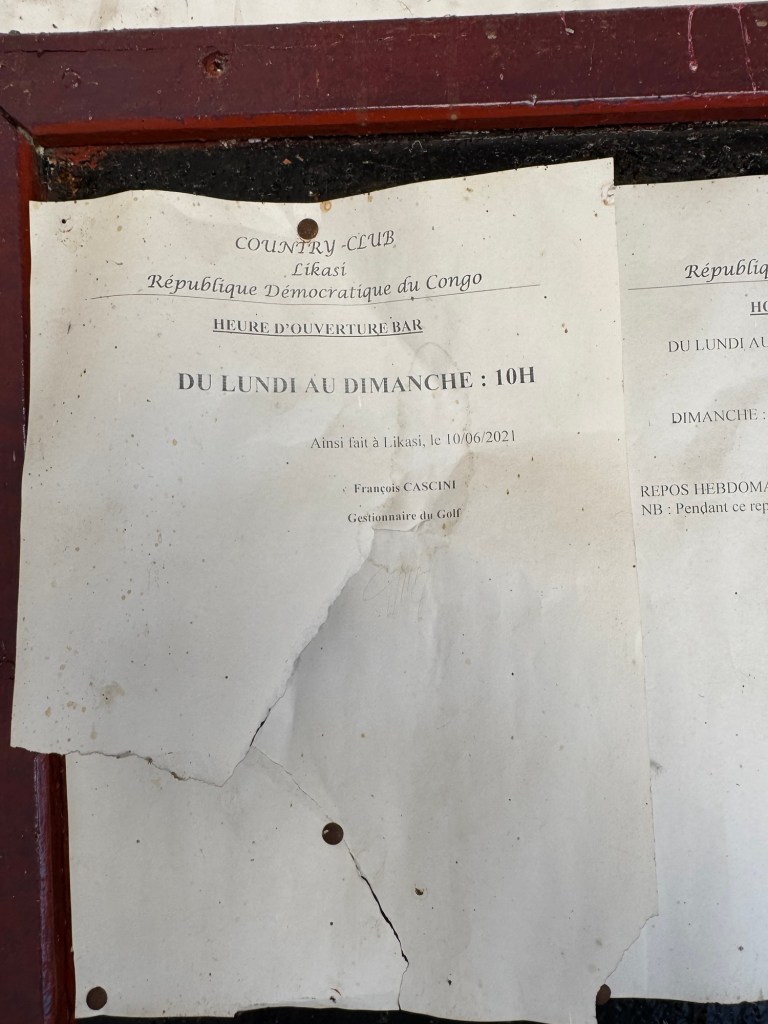 COUNTRY -CLUB
Likasi
République Démocratique du Congo
HEURE D'OUVERTURE BAR
DU LUNDI AU DIMANCHE : 10H
Ainsi fait à Likasi, le 10/06/2021
François CASCINI
Gestionnaire du Golf
Républiq
HO
DU LUNDI AU
DIMANCHE :
REPOS HEBDOMA
NB : Pendant ce rep